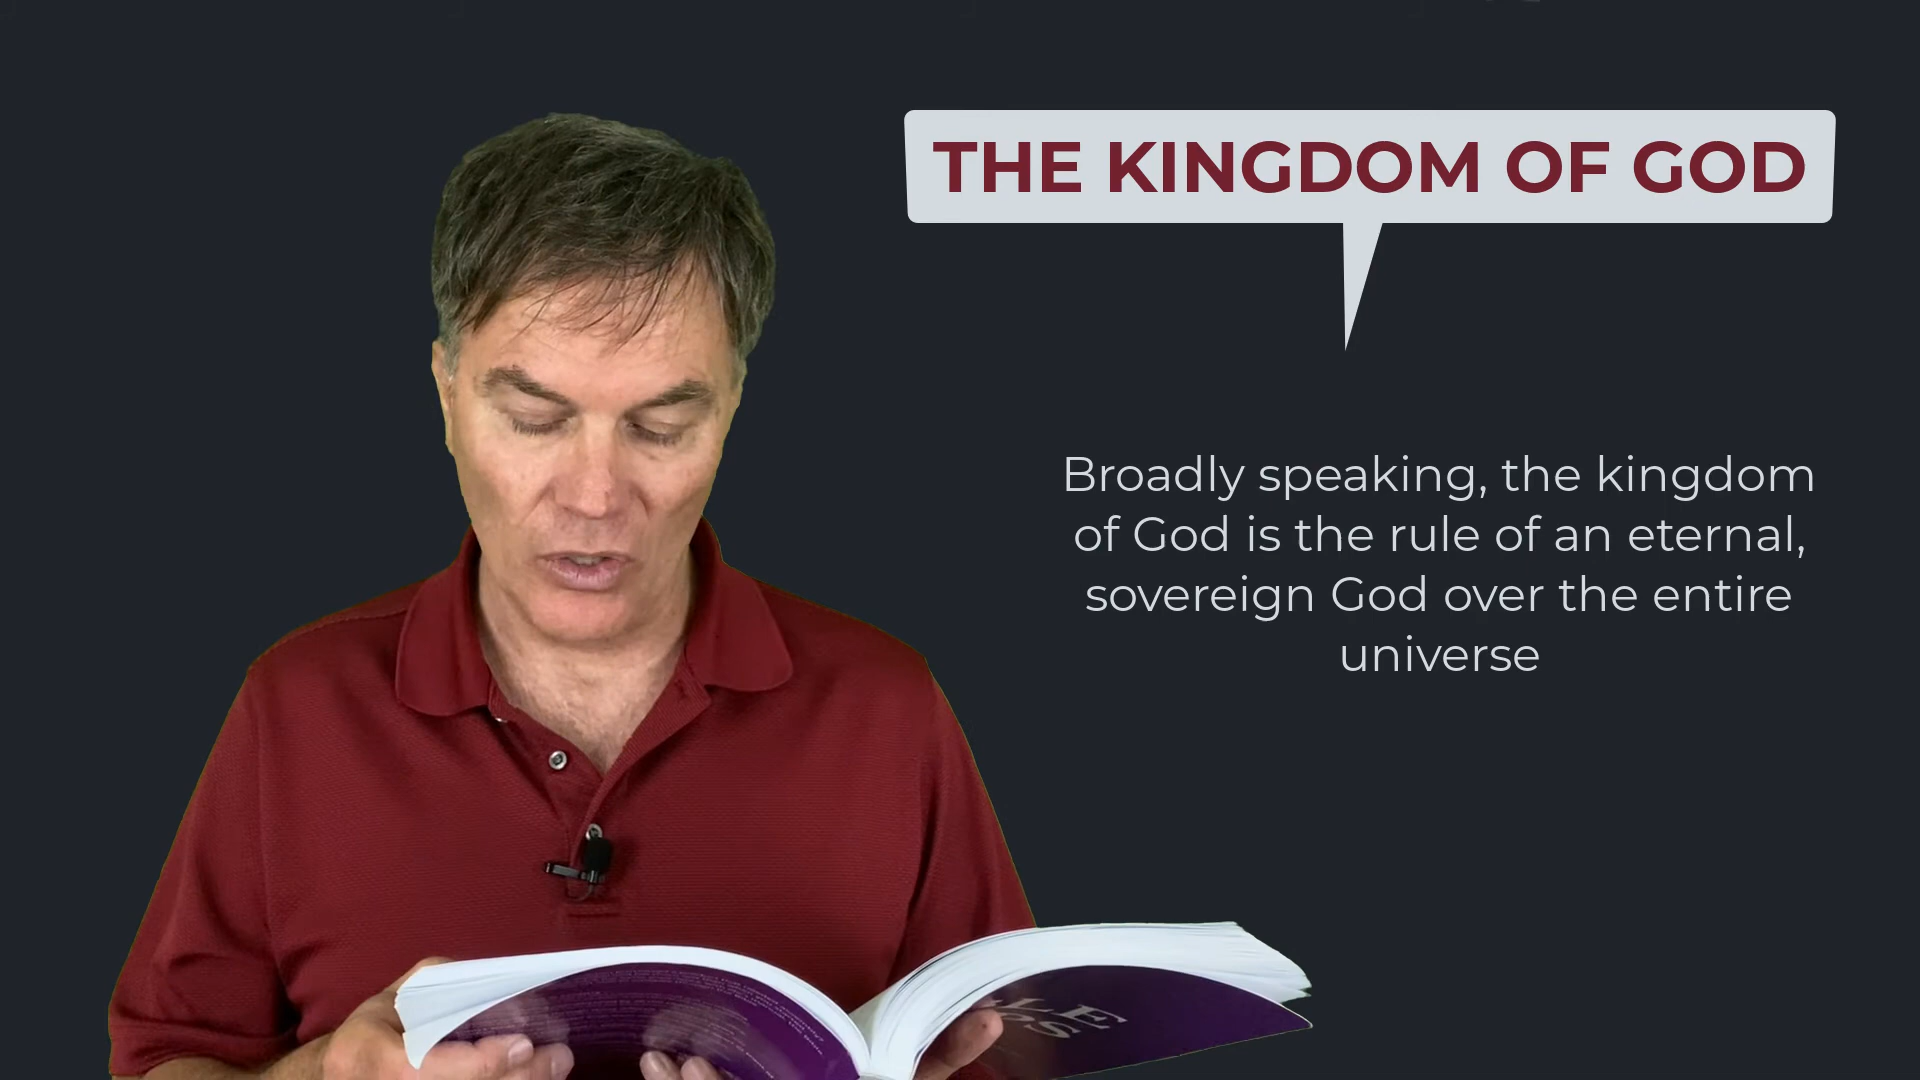 THE KINGDOM OF GOD
Broadly speaking, the kingdom
of God is the rule of an eternal,
sovereign God over the entire
universe